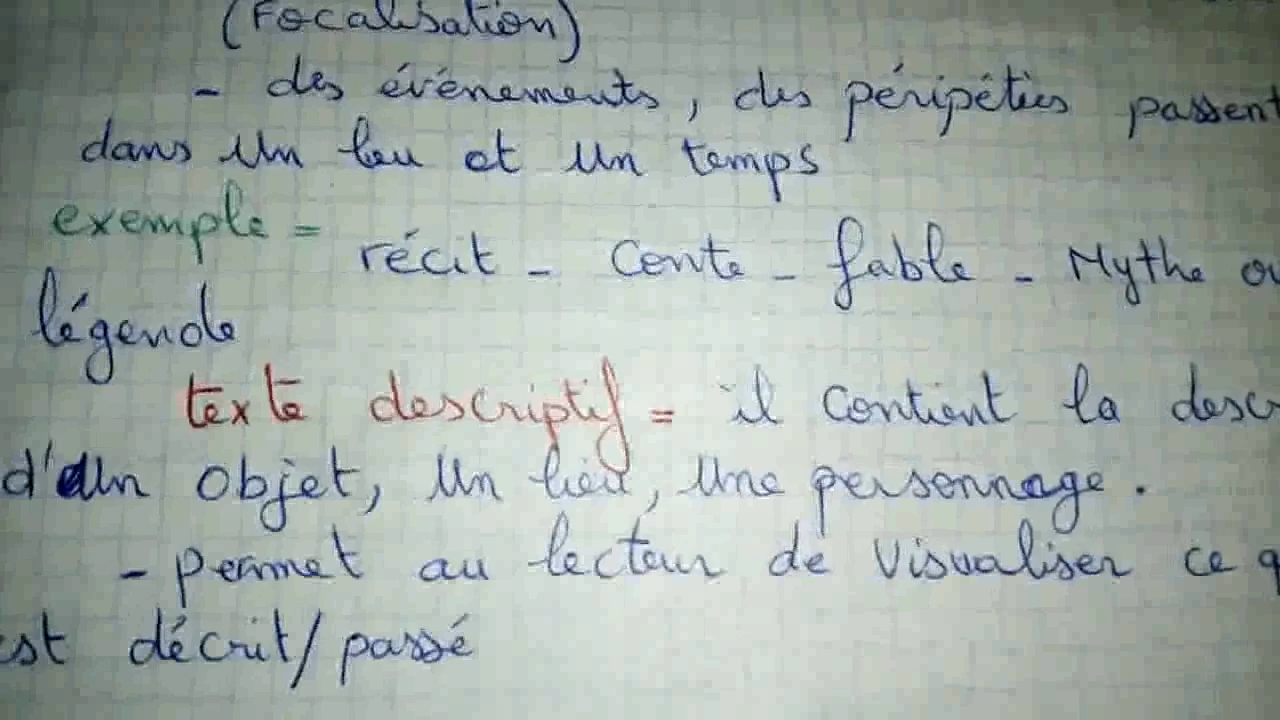 (Focalisation)
- des événements, des péripéties passent
dans un leu et un temps
exemple =
récit - Conte - fable - Mythe ou
légende
texte descriptif = il contient la descr
d'un objet, un lieu, une personnage.
- permet au lecteur de visualiser ce q
est décrit/passé